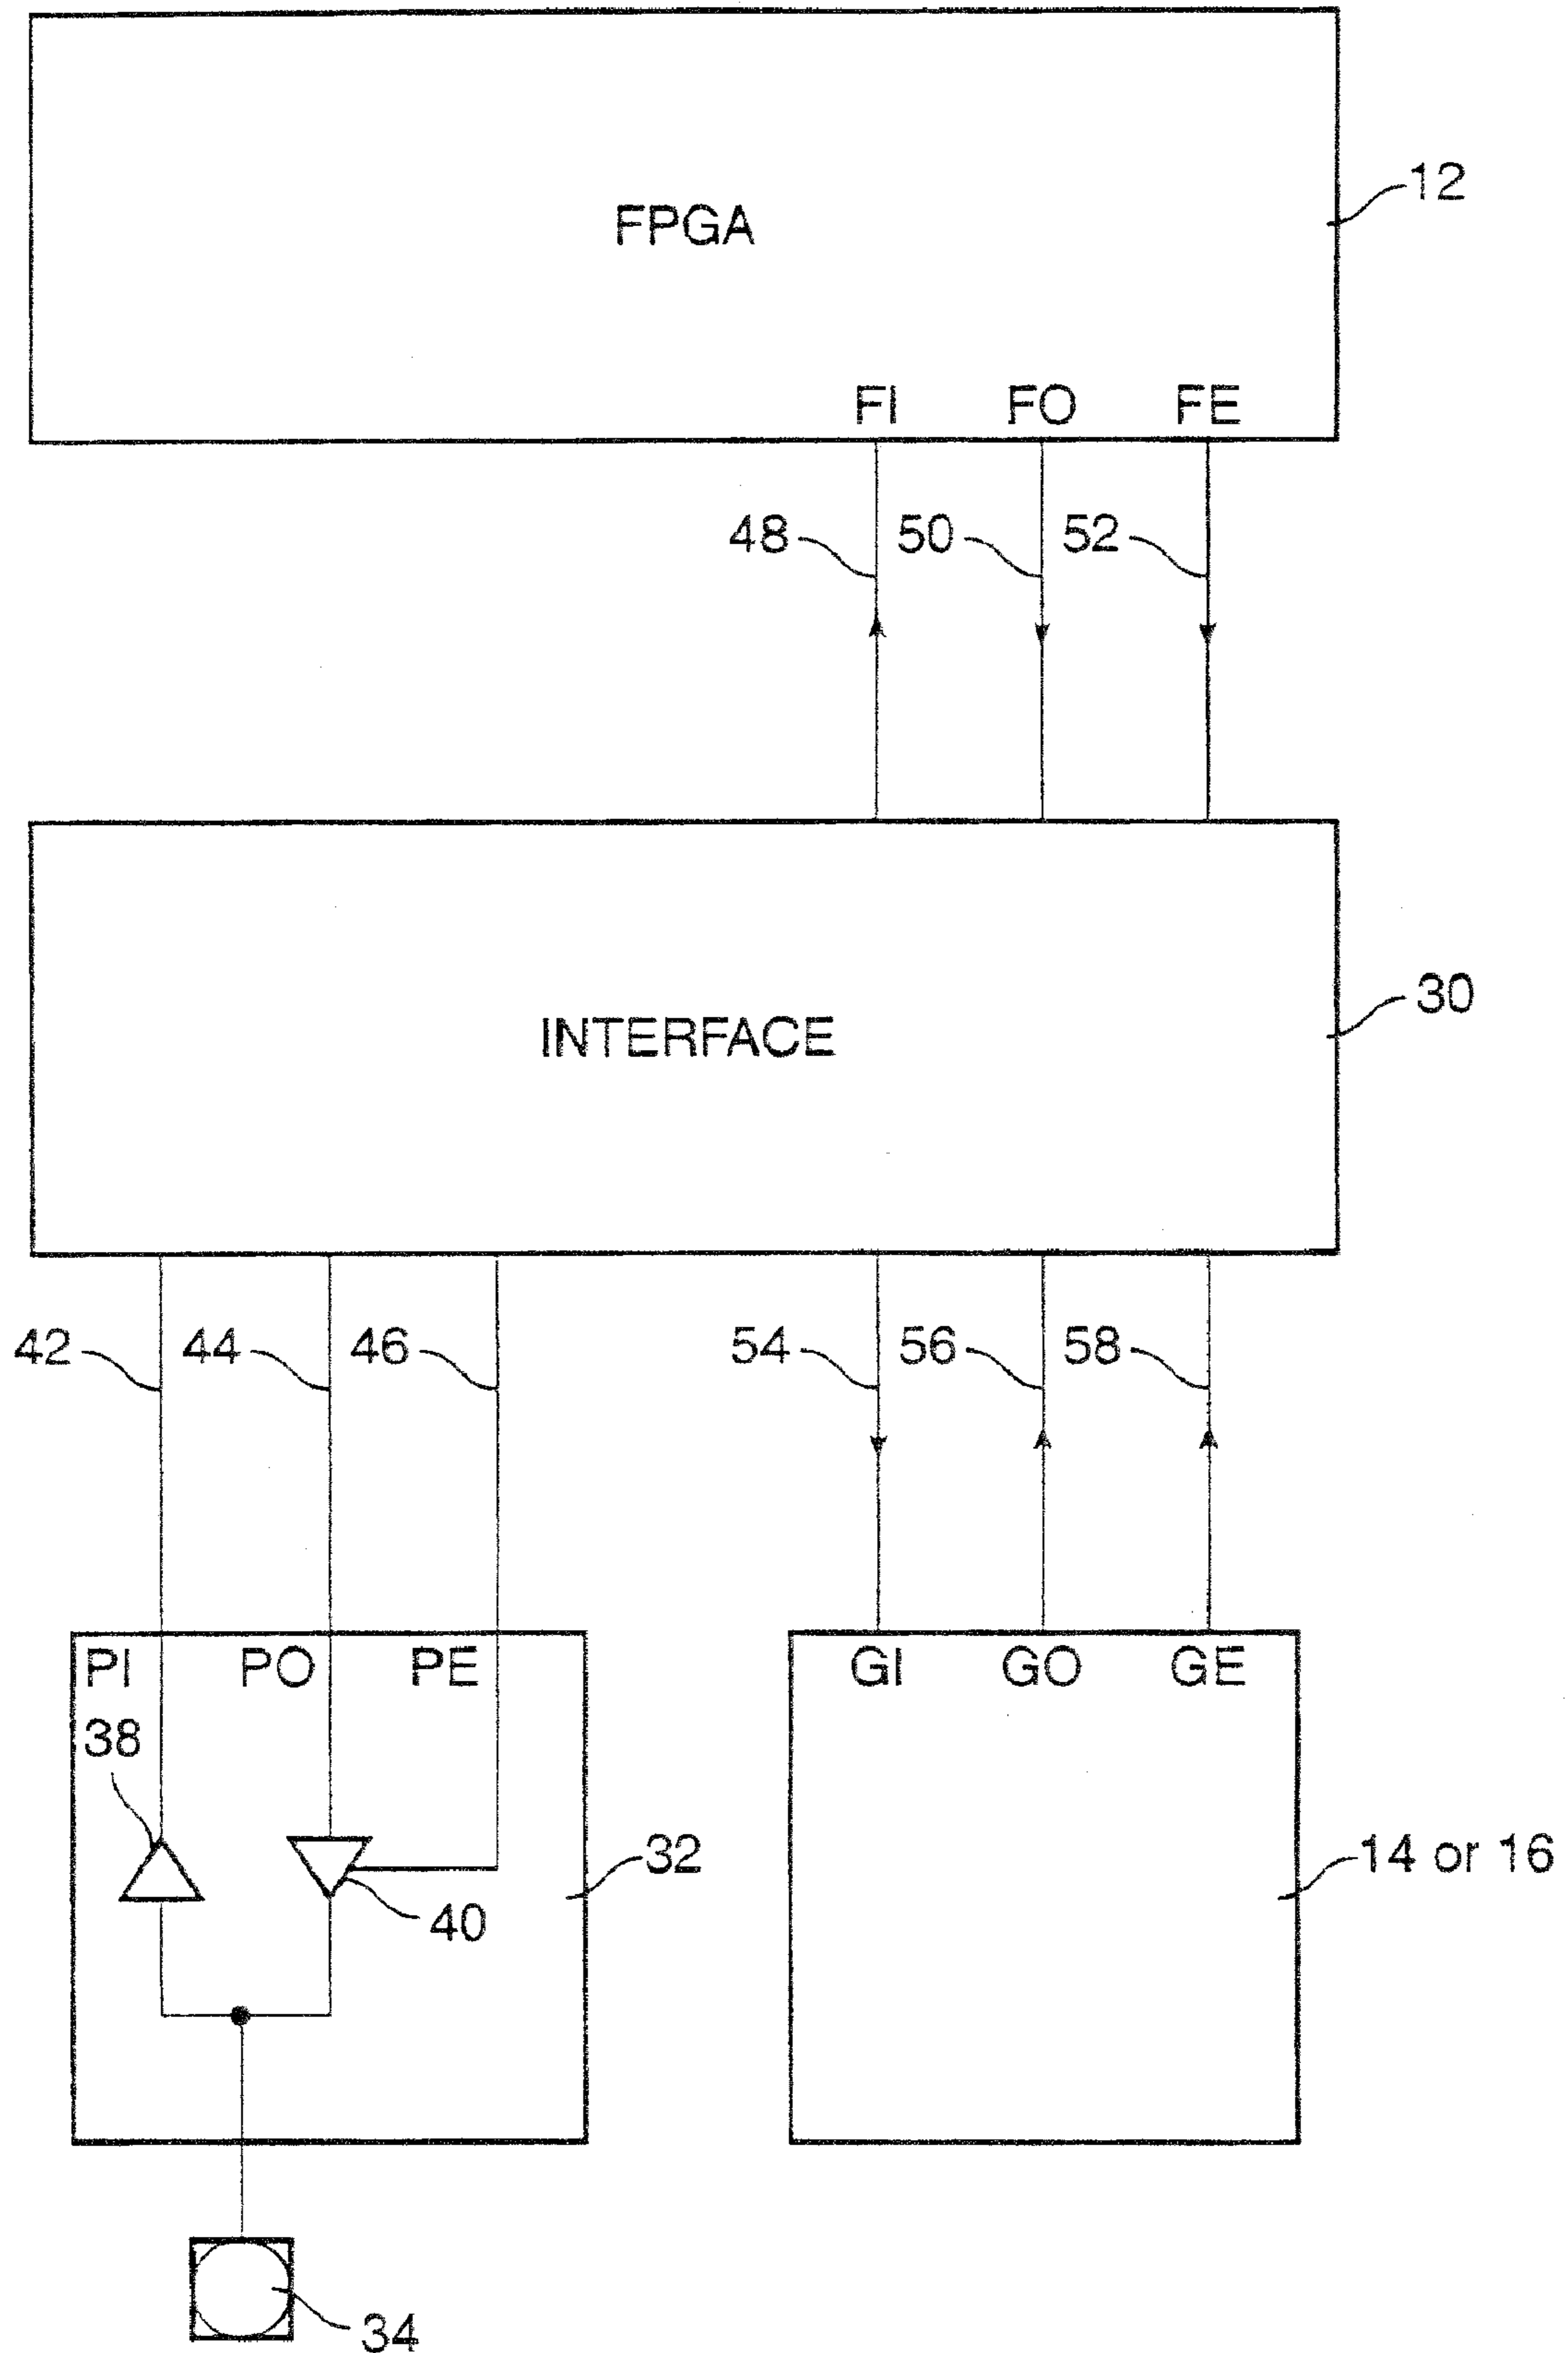 FPGA
12
FI FO FE
48 50 52
INTERFACE
30
42 44 46 54 56 58
PI PO PE GI GO GE
38
32
14 or 16
40
34